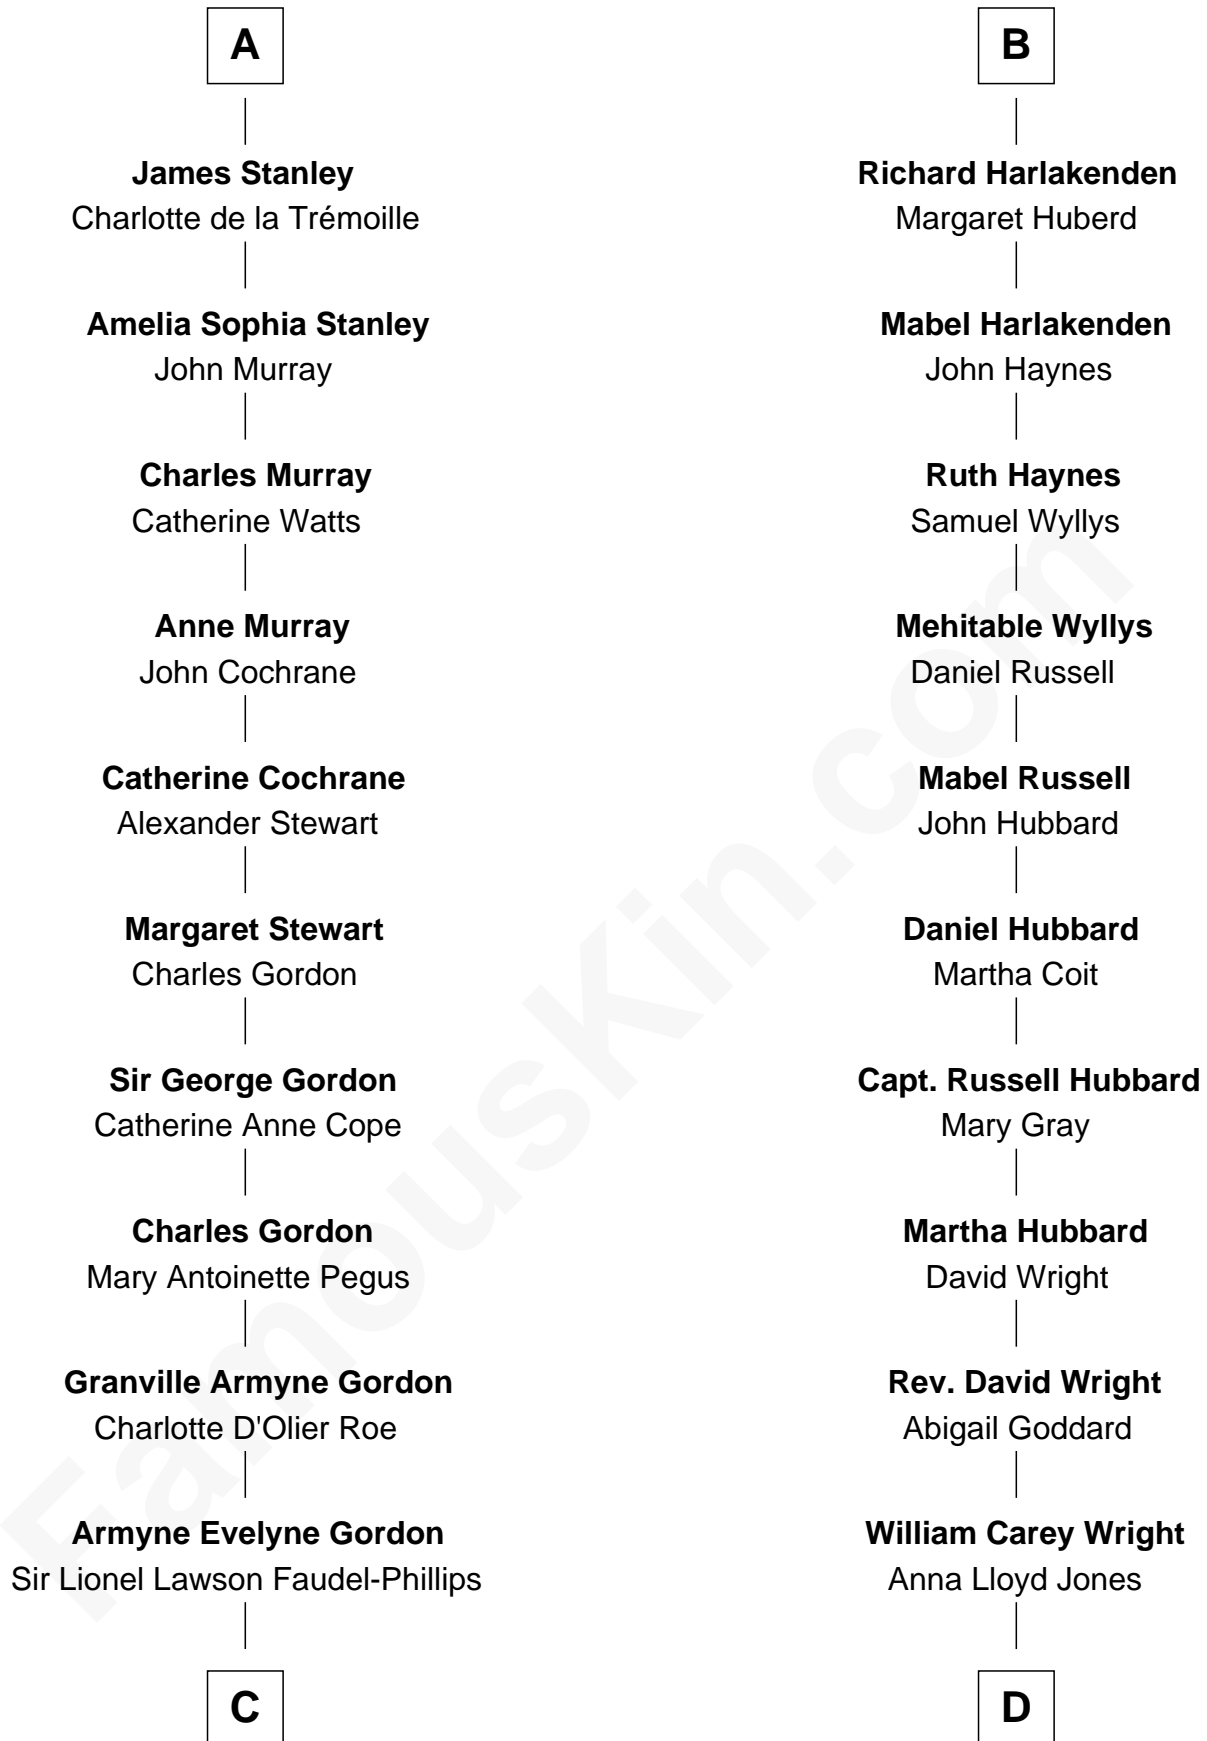 A
James Stanley
Charlotte de la Trémoille
Amelia Sophia Stanley
John Murray
Charles Murray
Catherine Watts
Anne Murray
John Cochrane
Catherine Cochrane
Alexander Stewart
Margaret Stewart
Charles Gordon
Sir George Gordon
Catherine Anne Cope
Charles Gordon
Mary Antoinette Pegus
Granville Armyne Gordon
Charlotte D'Olier Roe
Armyne Evelyne Gordon
Sir Lionel Lawson Faudel-Phillips
C
B
Richard Harlakenden
Margaret Huberd
Mabel Harlakenden
John Haynes
Ruth Haynes
Samuel Wyllys
Mehitable Wyllys
Daniel Russell
Mabel Russell
John Hubbard
Daniel Hubbard
Martha Coit
Capt. Russell Hubbard
Mary Gray
Martha Hubbard
David Wright
Rev. David Wright
Abigail Goddard
William Carey Wright
Anna Lloyd Jones
D
FamousKin.com